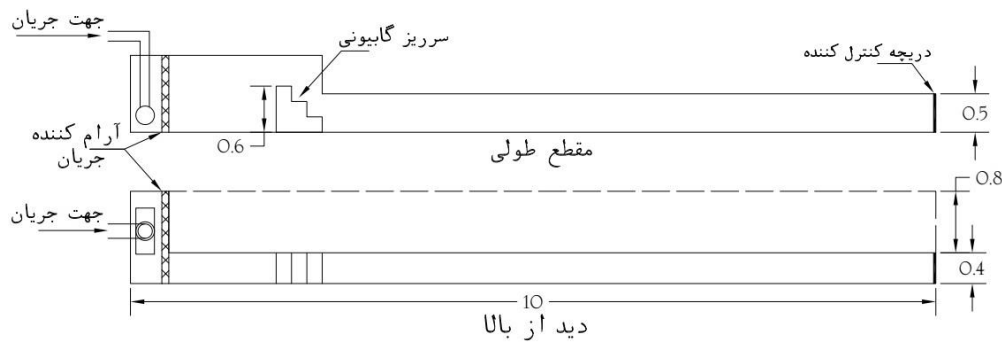 جهت جریان
سرریز گابیونی
دریچه کنترل کننده
0.5
0.6
آرام کننده
جریان
مقطع طولی
0.8
جهت جریان
0.4
10
دید از بالا